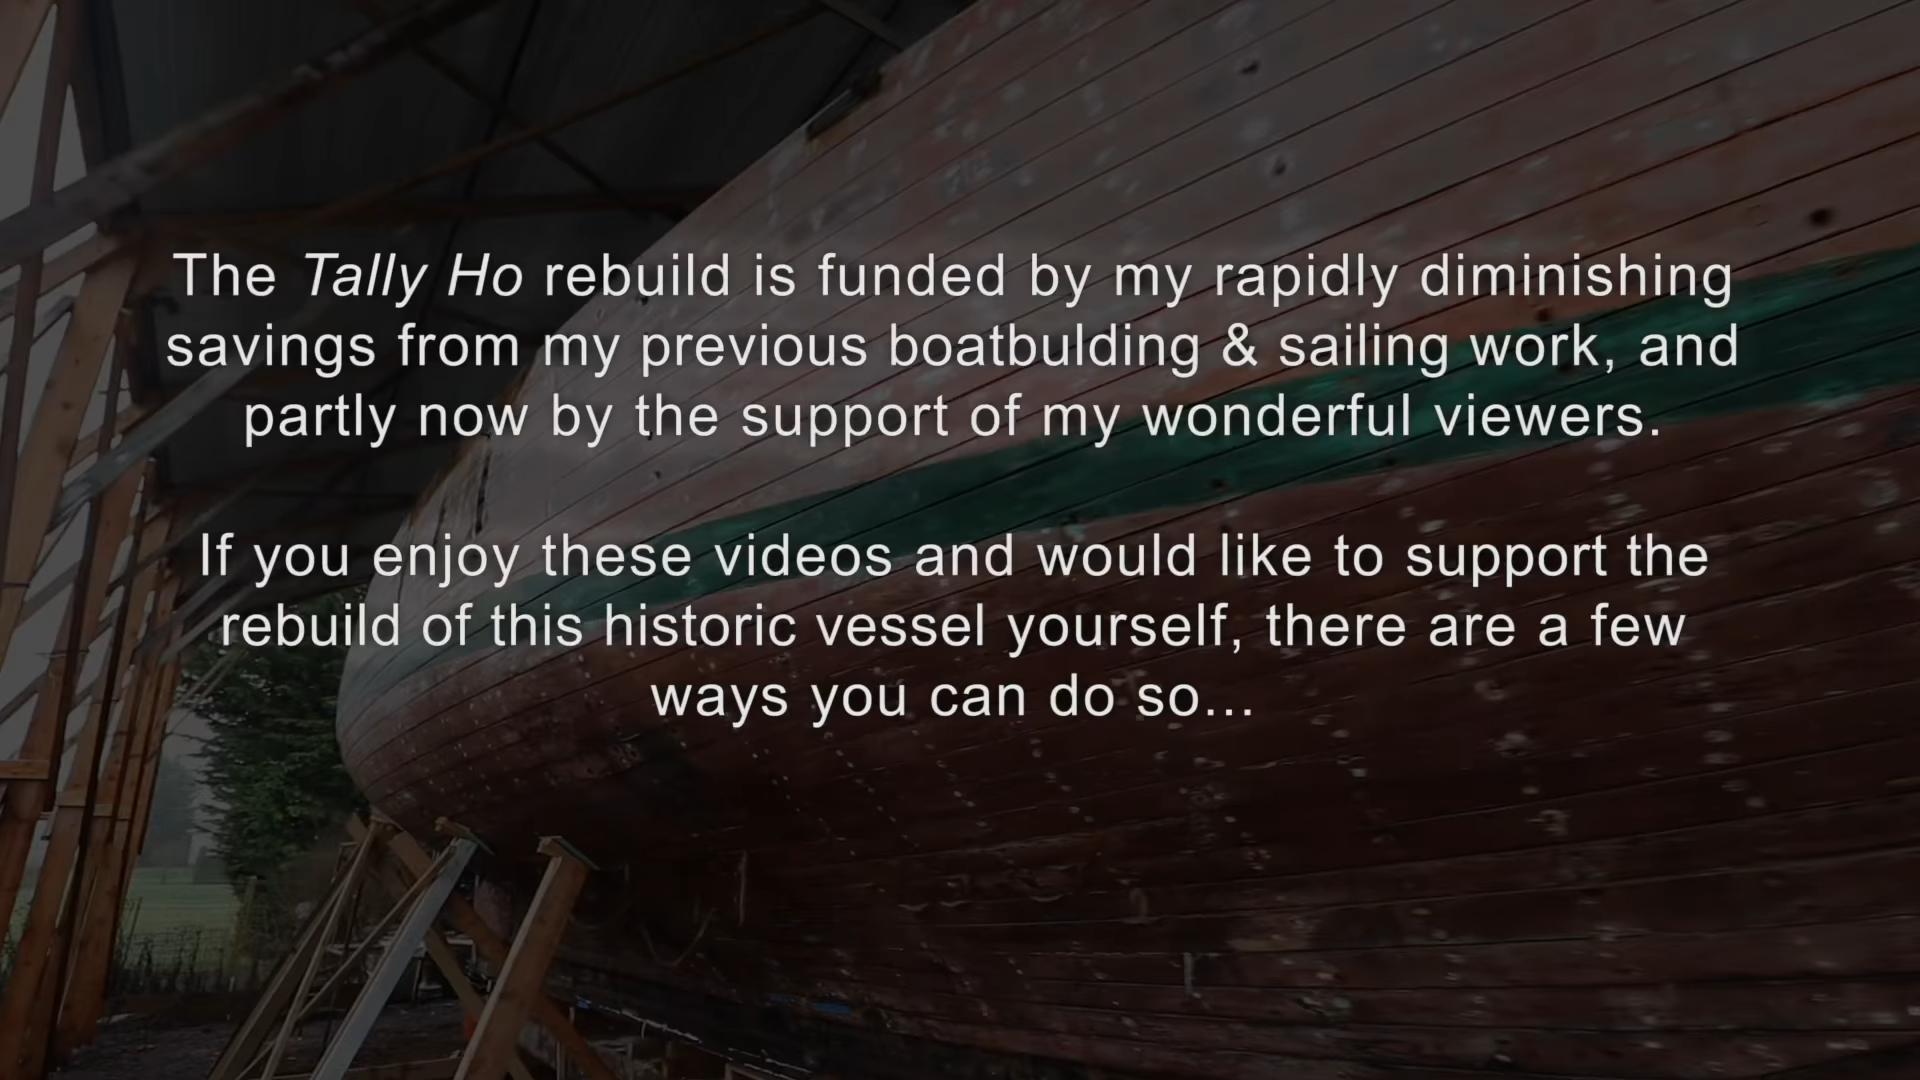 The Tally Ho rebuild is funded by my rapidly diminishing
savings from my previous boatbulding & sailing work, and
partly now by the support of my wonderful viewers.
If you enjoy these videos and would like to support the
rebuild of this historic vessel yourself, there are a few
ways you can do so...